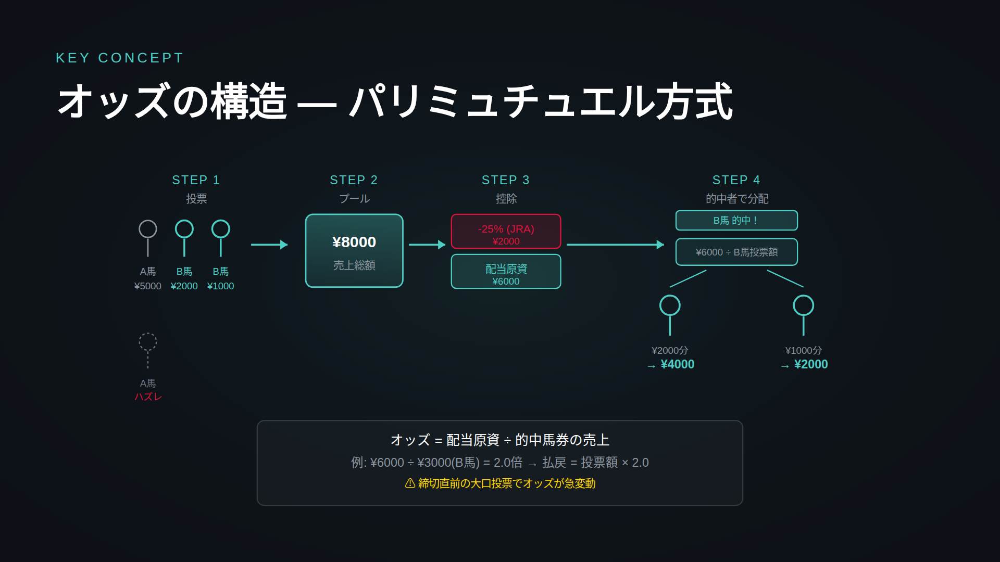 KEY CONCEPT
オッズの構造 — パリミュチュエル方式
STEP 1
投票
A馬
¥5000
B馬
¥2000
B馬
¥1000
A馬
ハズレ
STEP 2
プール
¥8000
売上総額
STEP 3
控除
-25% (JRA)
¥2000
配当原資
¥6000
STEP 4
的中者で分配
B馬 的中！
¥6000 ÷ B馬投票額
¥2000分
→ ¥4000
¥1000分
→ ¥2000
オッズ = 配当原資 ÷ 的中馬券の売上
例: ¥6000 ÷ ¥3000(B馬) = 2.0倍 → 払戻 = 投票額 × 2.0
⚠ 締切直前の大口投票でオッズが急変動